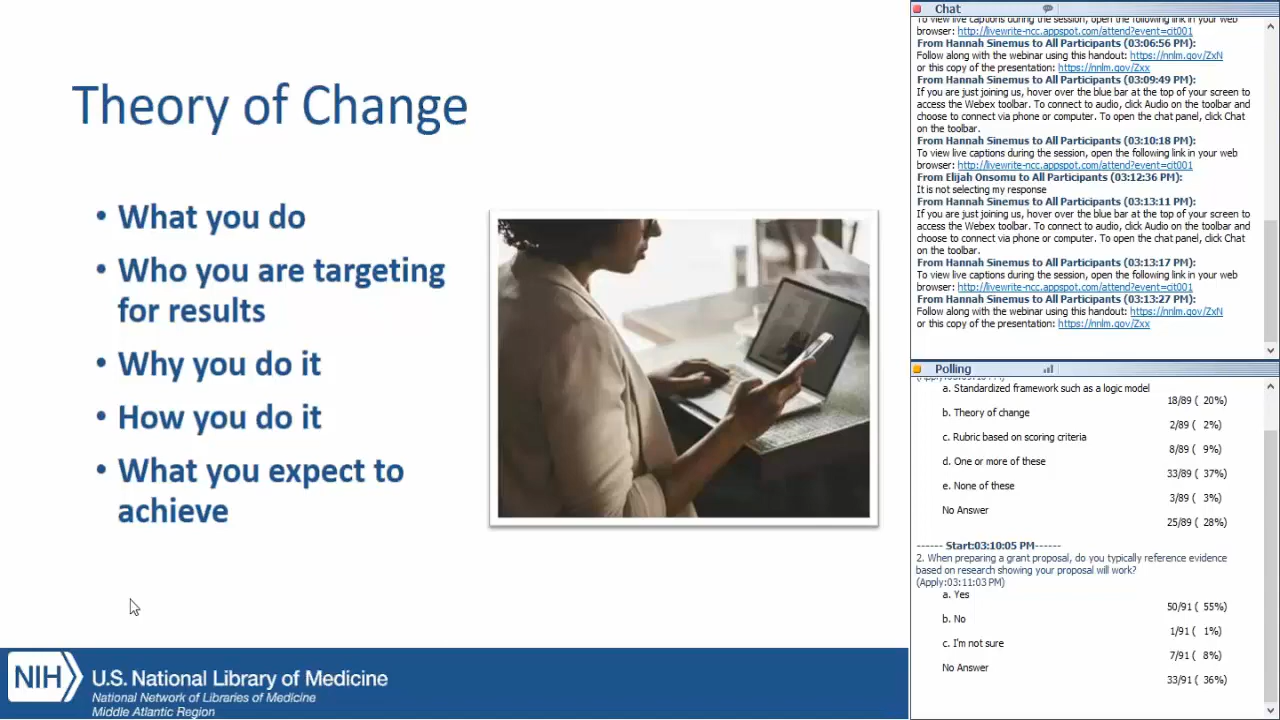 Theory of Change
• What you do
• Who you are targeting
for results
• Why you do it
• How you do it
• What you expect to
achieve
NIH
U.S. National Library of Medicine
National Network of Libraries of Medicine
Middle Atlantic Region
Chat
To view live captions during the session, open the following link in your web
browser: http://livewrite-ncc.appspot.com/attend?event=cit001
From Hannah Sinemus to All Participants (03:06:56 PM):
Follow along with the webinar using this handout: https://nnlm.gov/ZxN
or this copy of the presentation: https://nnlm.gov/Zxx
From Hannah Sinemus to All Participants (03:09:49 PM):
If you are just joining us, hover over the blue bar at the top of your screen to
access the Webex toolbar. To connect to audio, click Audio on the toolbar and
choose to connect via phone or computer. To open the chat panel, click Chat
on the toolbar.
From Hannah Sinemus to All Participants (03:10:18 PM):
To view live captions during the session, open the following link in your web
browser: http://livewrite-ncc.appspot.com/attend?event=cit001
From Elijah Onsomu to All Participants (03:12:36 PM):
It is not selecting my response
From Hannah Sinemus to All Participants (03:13:11 PM):
If you are just joining us, hover over the blue bar at the top of your screen to
access the Webex toolbar. To connect to audio, click Audio on the toolbar and
choose to connect via phone or computer. To open the chat panel, click Chat
on the toolbar.
From Hannah Sinemus to All Participants (03:13:17 PM):
To view live captions during the session, open the following link in your web
browser: http://livewrite-ncc.appspot.com/attend?event=cit001
From Hannah Sinemus to All Participants (03:13:27 PM):
Follow along with the webinar using this handout: https://nnlm.gov/ZxN
or this copy of the presentation: https://nnlm.gov/Zxx
Polling
a. Standardized framework such as a logic model
18/89 ( 20%)
b. Theory of change
2/89 ( 2%)
c. Rubric based on scoring criteria
8/89 ( 9%)
d. One or more of these
33/89 ( 37%)
e. None of these
3/89 ( 3%)
No Answer
25/89 ( 28%)
------ Start:03:10:05 PM------
2. When preparing a grant proposal, do you typically reference evidence
based on research showing your proposal will work?
(Apply:03:11:03 PM)
a. Yes
50/91 ( 55%)
b. No
1/91 ( 1%)
c. I'm not sure
7/91 ( 8%)
No Answer
33/91 ( 36%)